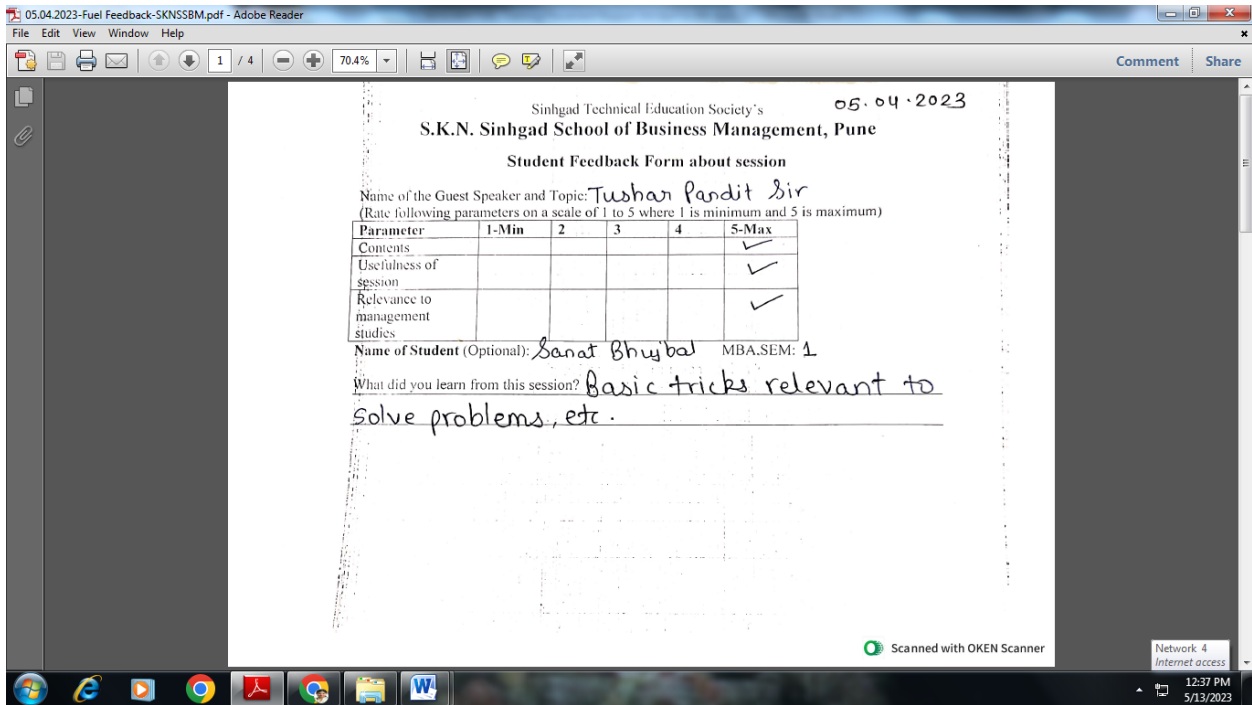 05.04.2023-Fuel Feedback-SKNSSBM.pdf - Adobe Reader
File Edit View Window Help
1 / 4 70.4% Comment Share
05.04.2023
Sinhgad Technical Education Society's
S.K.N. Sinhgad School of Business Management, Pune
Student Feedback Form about session
Name of the Guest Speaker and Topic: Tushar Pandit Sir
(Rate following parameters on a scale of 1 to 5 where 1 is minimum and 5 is maximum)
Parameter 1-Min 2 3 4 5-Max
Contents
Usefulness of
session
Relevance to
management
studies
Name of Student (Optional): Sanat Bhujbal MBA.SEM: 1
What did you learn from this session? Basic tricks relevant to
solve problems, etc.
Scanned with OKEN Scanner
Network 4
Internet access
12:37 PM
5/13/2023